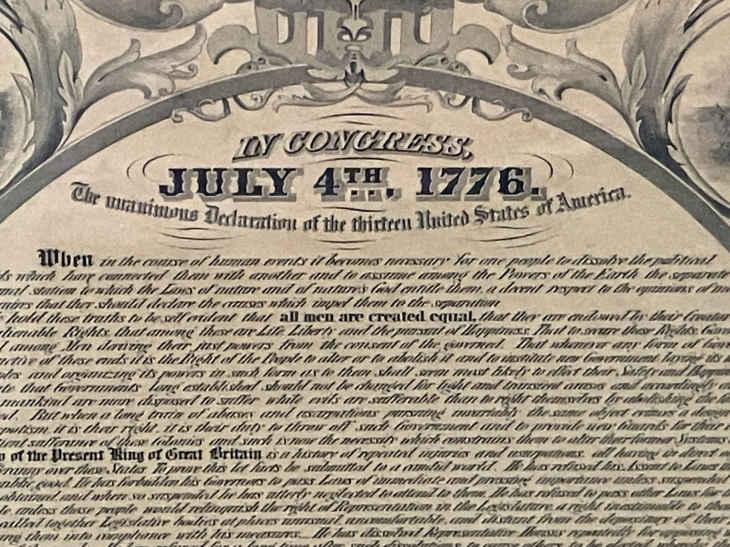 IN CONGRESS,
JULY 4TH, 1776.
The unanimous Declaration of the thirteen United States of America.
When in the course of human events it becomes necessary for one people to dissolve the political
which have connected them with another and to assume among the Powers of the Earth the separate
station to which the Laws of nature and of nature's God entitle them, a decent respect to the opinions of
that they should declare the causes which impel them to the separation
hold these truths to be self evident that all men are created equal, that they are endowed by their Creator
Rights, that among these are Life Liberty and the pursuit of Happiness. That to secure these Rights,
among Men deriving their just powers from the consent of the governed. That whenever any form of
of these ends it is the Right of the People to alter or to abolish it and to institute new Government laying its
and organizing its powers in such form as to them shall seem most likely to effect their Safety and
that Governments long established should not be changed for light and transient causes and accordingly
mankind are more disposed to suffer while evils are sufferable than to right themselves by abolishing the
But when a long train of abuses and usurpations pursuing invariably the same object evinces a
it is their right, it is their duty to throw off such Government and to provide new Guards for their
sufferance of these Colonies and such is now the necessity which constrains them to alter their former Systems
of the Present King of Great Britain is a history of repeated injuries and usurpations. all having in direct
over these States To prove this let facts be submitted to a candid world. He has refused his Assent to Laws
good. He has forbidden his Governors to pass Laws of immediate and pressing importance unless suspended
obtained and when so suspended he has utterly neglected to attend to them. He has refused to pass other Laws for
unless those people would relinquish the right of Representation in the Legislature a right inestimable to them
called together Legislative bodies at places unusual, uncomfortable, and distant from the depository of
them into compliance with his measures. He has dissolved Representative Houses repeatedly for opposing